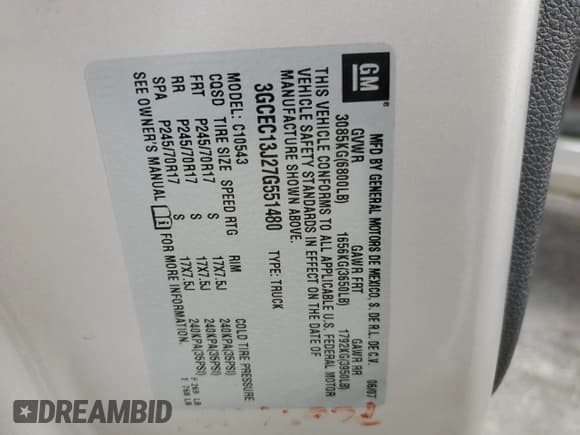 GM
MFD BY GENERAL MOTORS DE MEXICO, S. DE R.L. DE C.V. 06/07
GVWR GAWR FRT GAWR RR
3085KG(6800LB) 1656KG(3650LB) 1792KG(3950LB)
THIS VEHICLE CONFORMS TO ALL APPLICABLE U.S. FEDERAL MOTOR
VEHICLE SAFETY STANDARDS IN EFFECT ON THE DATE OF
MANUFACTURE SHOWN ABOVE.
3GCEC13J27G551480 TYPE: TRUCK
MODEL: C10543
CQSD TIRE SIZE SPEED RTG RIM COLD TIRE PRESSURE
FRT P245/70R17 S 17X7.5J 240KPA(35PSI)
RR P245/70R17 S 17X7.5J 240KPA(35PSI)
SPA P245/70R17 S 17X7.5J 240KPA(35PSI)
SEE OWNER'S MANUAL FOR MORE INFORMATION.
DREAMBID